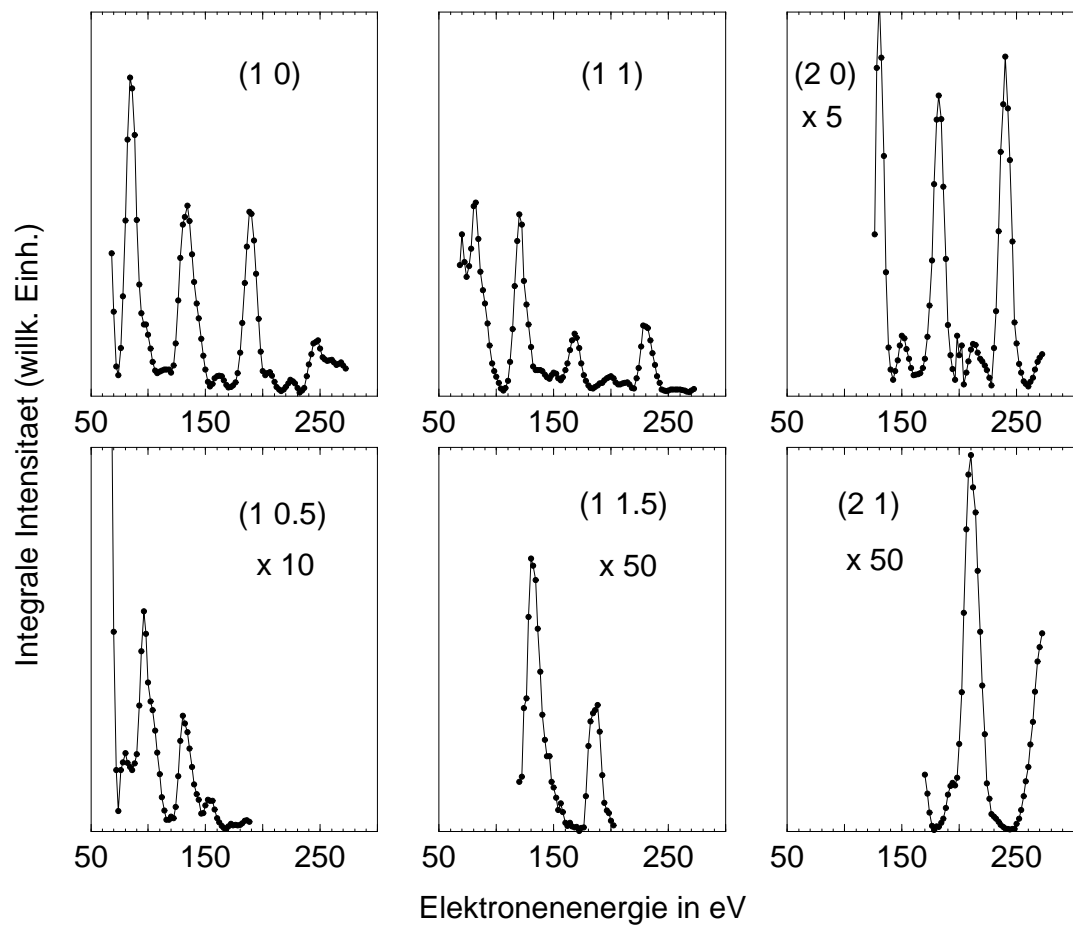 Integrale Intensitaet (willk. Einh.)
(1 0)
50 150 250
(1 1)
50 150 250
(2 0)
x 5
50 150 250
(1 0.5)
x 10
50 150 250
(1 1.5)
x 50
50 150 250
(2 1)
x 50
50 150 250
Elektronenenergie in eV